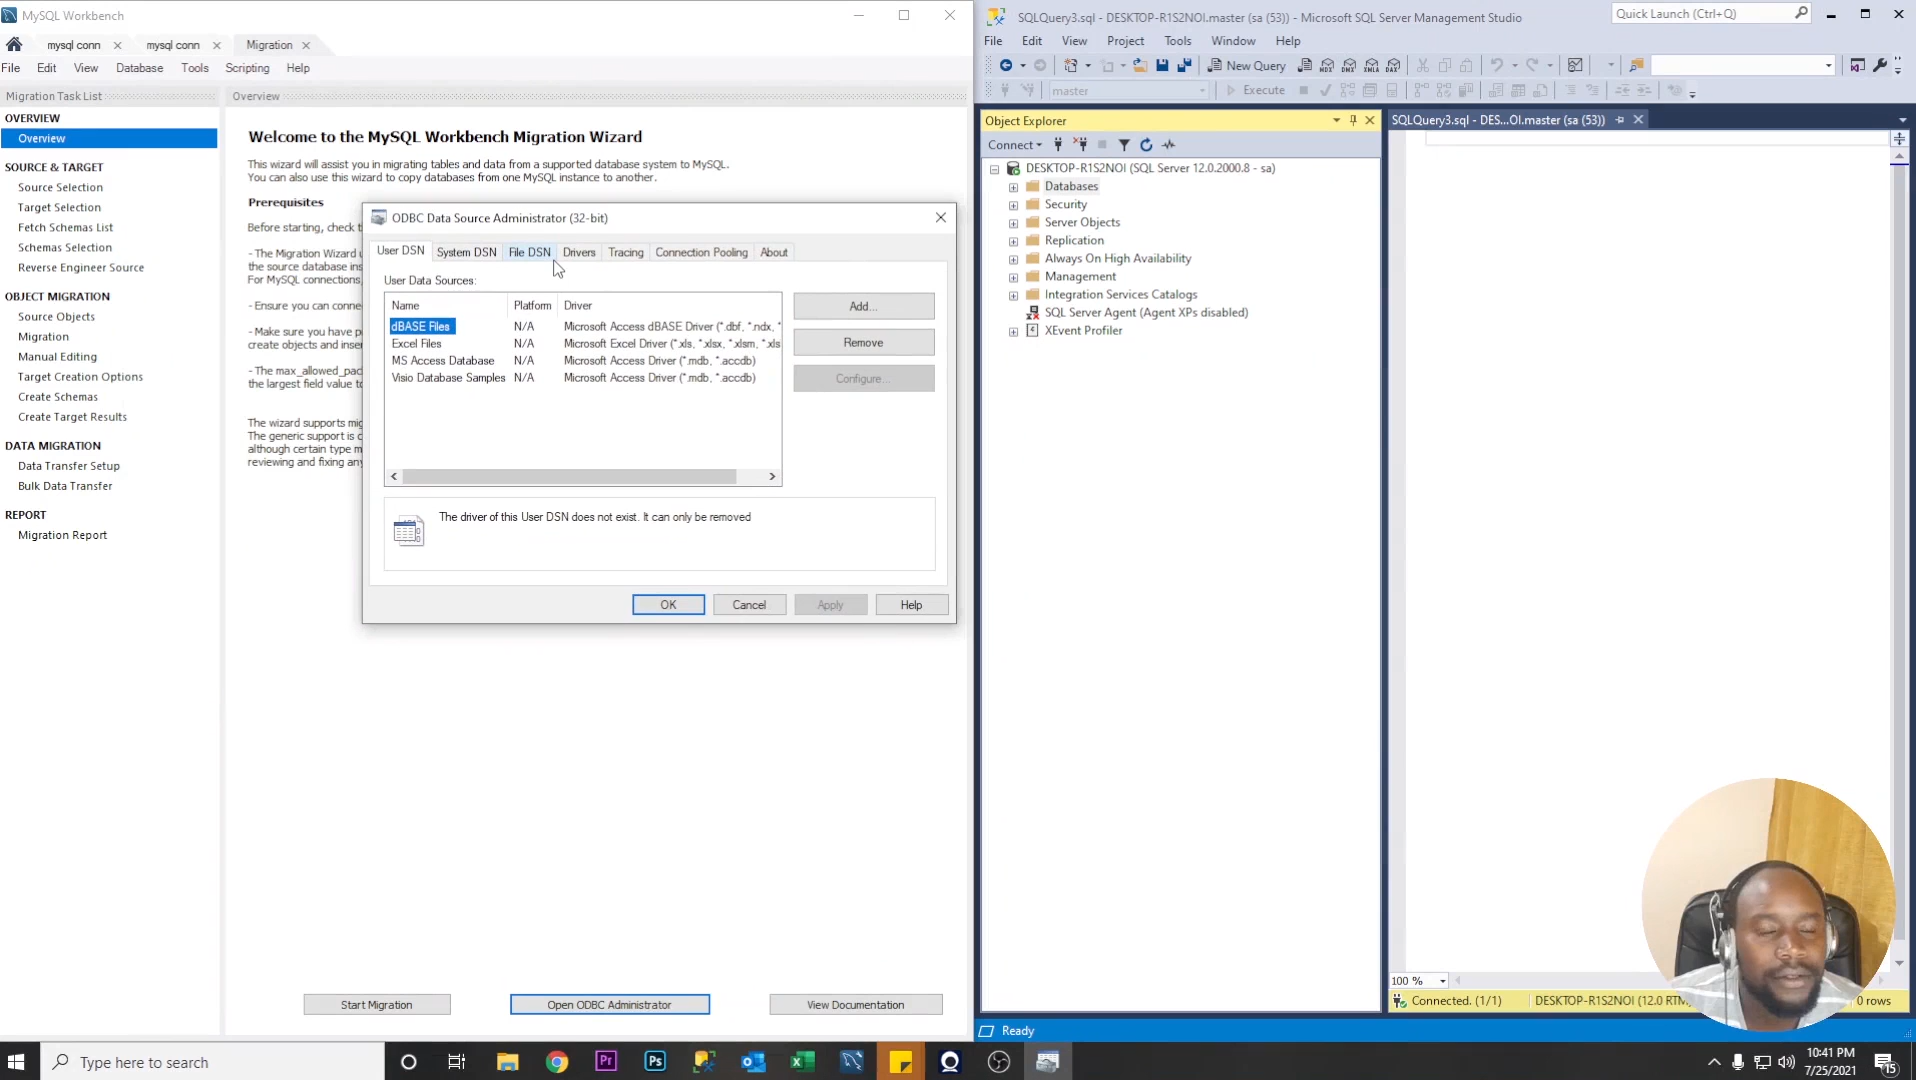 MySQL Workbench
mysql conn
mysql conn
Migration
File Edit View Database Tools Scripting Help
Migration Task List
OVERVIEW
Overview
SOURCE & TARGET
Source Selection
Target Selection
Fetch Schemas List
Schemas Selection
Reverse Engineer Source
OBJECT MIGRATION
Source Objects
Migration
Manual Editing
Target Creation Options
Create Schemas
Create Target Results
DATA MIGRATION
Data Transfer Setup
Bulk Data Transfer
REPORT
Migration Report
Overview
Welcome to the MySQL Workbench Migration Wizard
This wizard will assist you in migrating tables and data from a supported database system to MySQL.
You can also use this wizard to copy databases from one MySQL instance to another.
Prerequisites
Before starting, check
- The Migration Wizard
the source database
For MySQL connections,
- Ensure you can
- Make sure you have
create objects and
- The
the largest field value to
The wizard supports
The generic support is
although certain type
reviewing and fixing
ODBC Data Source Administrator (32-bit)
User DSN System DSN File DSN Drivers Tracing Connection Pooling About
User Data Sources:
Name Platform Driver
dBASE Files N/A Microsoft Access dBASE Driver (*.dbf, *.ndx, *
Excel Files N/A Microsoft Excel Driver (*.xls, *.xlsx, *.xlsm, *.xls
MS Access Database N/A Microsoft Access Driver (*.mdb, *.accdb)
Visio Database Samples N/A Microsoft Access Driver (*.mdb, *.accdb)
Add...
Remove
Configure...
The driver of this User DSN does not exist. It can only be removed
OK Cancel Apply Help
Start Migration Open ODBC Administrator View Documentation
SQLQuery3.sql - DESKTOP-R1S2NOI.master (sa (53)) - Microsoft SQL Server Management Studio
Quick Launch (Ctrl+Q)
File Edit View Project Tools Window Help
New Query
MDX DMX XMLA DAX
master
Execute
Object Explorer
Connect
DESKTOP-R1S2NOI (SQL Server 12.0.2000.8 - sa)
Databases
Security
Server Objects
Replication
Always On High Availability
Management
Integration Services Catalogs
SQL Server Agent (Agent XPs disabled)
XEvent Profiler
SQLQuery3.sql - DES...OI.master (sa (53))
100 %
Connected. (1/1) DESKTOP-R1S2NOI (12.0 0 rows
Ready
Type here to search
Pr
Ps
10:41 PM
7/25/2021
15